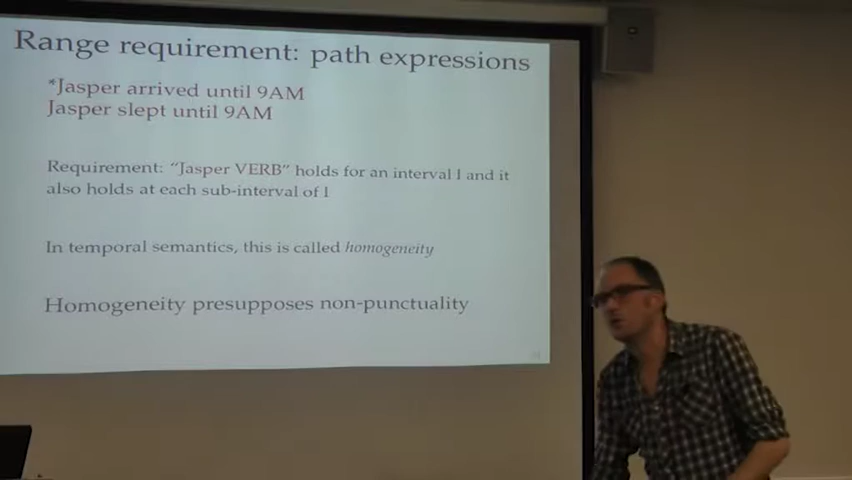 Range requirement: path expressions
*Jasper arrived until 9AM
Jasper slept until 9AM
Requirement: “Jasper VERB” holds for an interval I and it
also holds at each sub-interval of I
In temporal semantics, this is called homogeneity
Homogeneity presupposes non-punctuality